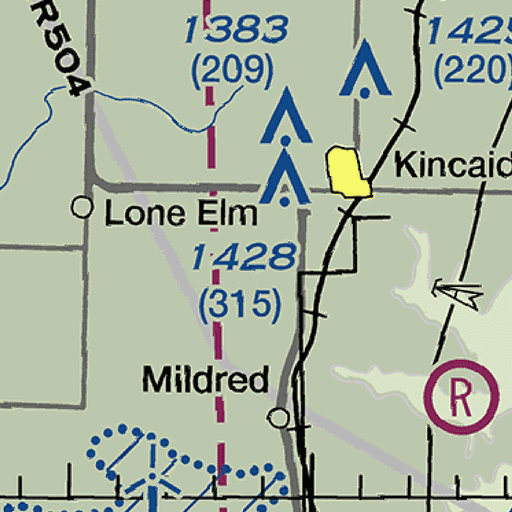 R504
1383
(209)
1425
(220)
Kincaid
Lone Elm
1428
(315)
Mildred
R